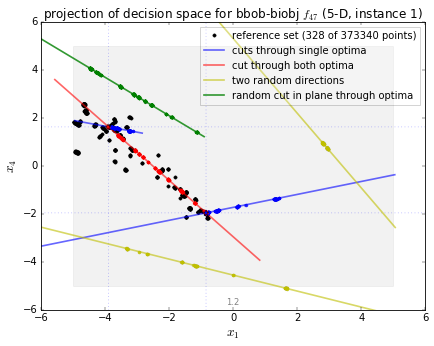 projection of decision space for bbob-biobj f47 (5-D, instance 1)
reference set (328 of 373340 points)
cuts through single optima
cut through both optima
two random directions
random cut in plane through optima
6
4
2
0
−2
−4
−6
x4
1.2
−6 −4 −2 0 2 4 6
x1